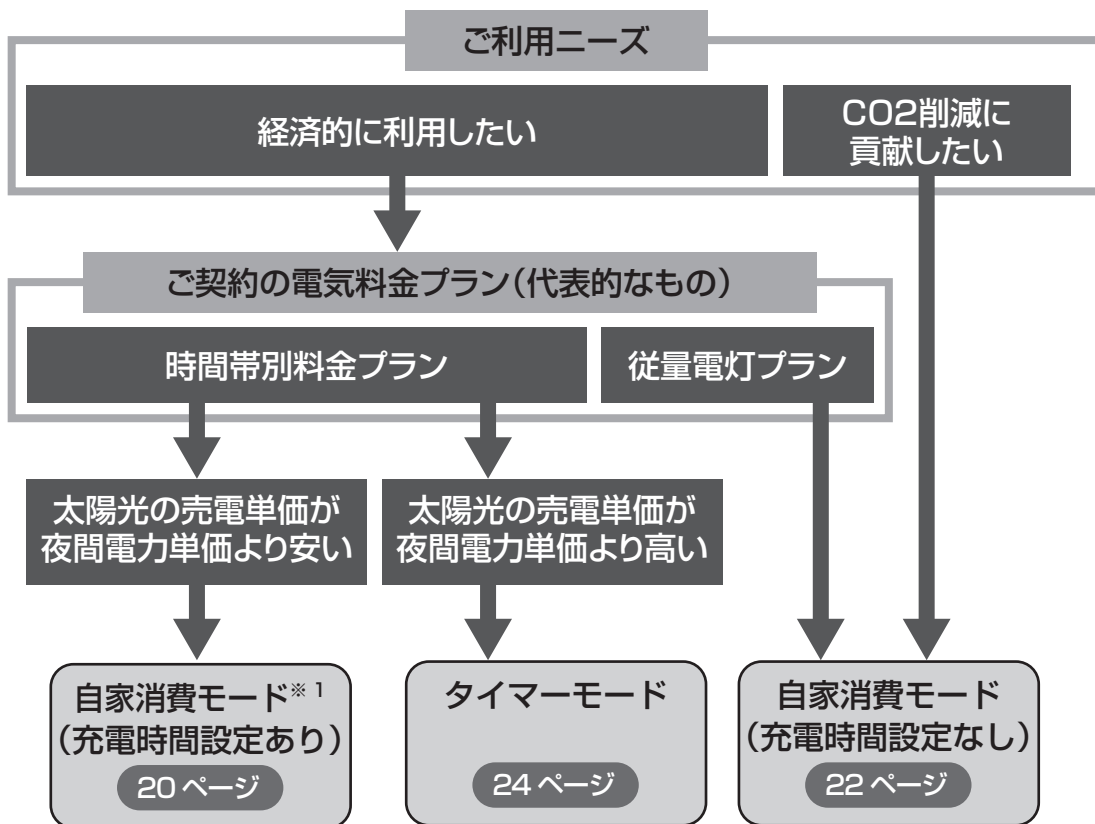 ご利用ニーズ
経済的に利用したい
CO2削減に
貢献したい
ご契約の電気料金プラン(代表的なもの)
時間帯別料金プラン
従量電灯プラン
太陽光の売電単価が
夜間電力単価より安い
太陽光の売電単価が
夜間電力単価より高い
自家消費モード※1
(充電時間設定あり)
20 ページ
タイマーモード
24 ページ
自家消費モード
(充電時間設定なし)
22 ページ